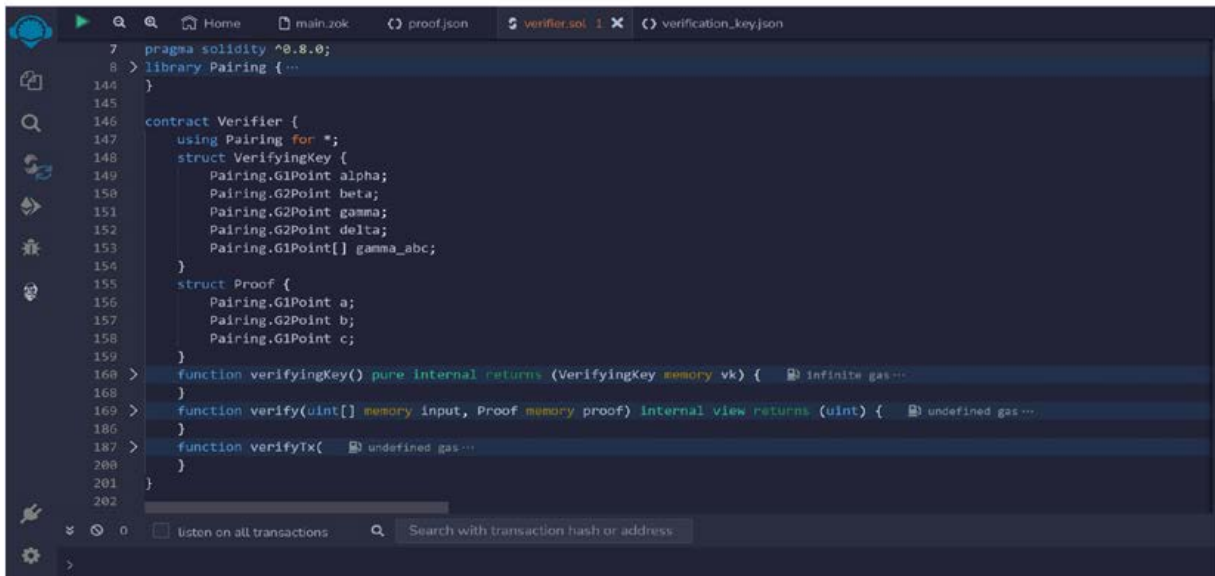 Home main.zok proof.json verifier.sol 1 verification_key.json
7 pragma solidity ^0.8.0;
8 > library Pairing { ...
144 }
145
146 contract Verifier {
147 using Pairing for *;
148 struct VerifyingKey {
149 Pairing.G1Point alpha;
150 Pairing.G2Point beta;
151 Pairing.G2Point gamma;
152 Pairing.G2Point delta;
153 Pairing.G1Point[] gamma_abc;
154 }
155 struct Proof {
156 Pairing.G1Point a;
157 Pairing.G2Point b;
158 Pairing.G1Point c;
159 }
160 > function verifyingKey() pure internal returns (VerifyingKey memory vk) { infinite gas ...
168 }
169 > function verify(uint[] memory input, Proof memory proof) internal view returns (uint) { undefined gas ...
186 }
187 > function verifyTx( undefined gas ...
200 }
201 }
202
0 listen on all transactions Search with transaction hash or address
>